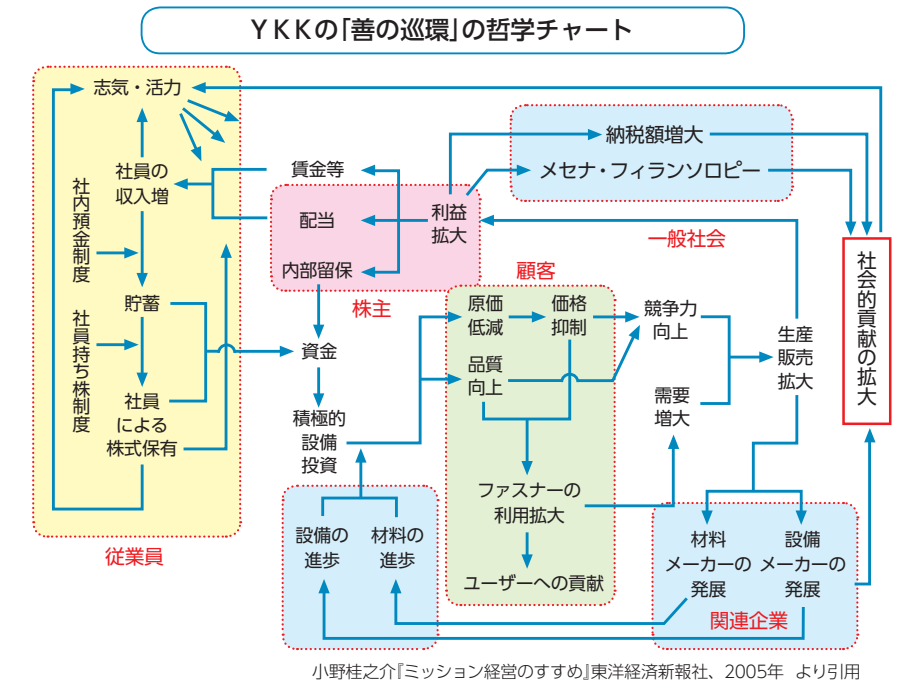 YKKの「善の巡環」の哲学チャート
志気・活力
社員の
収入増
社内預金制度
貯蓄
社員持ち株制度
社員
による
株式保有
従業員
賃金等
配当
内部留保
利益
拡大
株主
資金
積極的
設備
投資
設備の
進歩
材料の
進歩
納税額増大
メセナ・フィランソロピー
一般社会
顧客
原価
低減
価格
抑制
品質
向上
ファスナーの
利用拡大
ユーザーへの貢献
競争力
向上
需要
増大
生産
販売
拡大
社会的貢献の拡大
材料
メーカーの
発展
設備
メーカーの
発展
関連企業
小野桂之介『ミッション経営のすすめ』東洋経済新報社、2005年 より引用